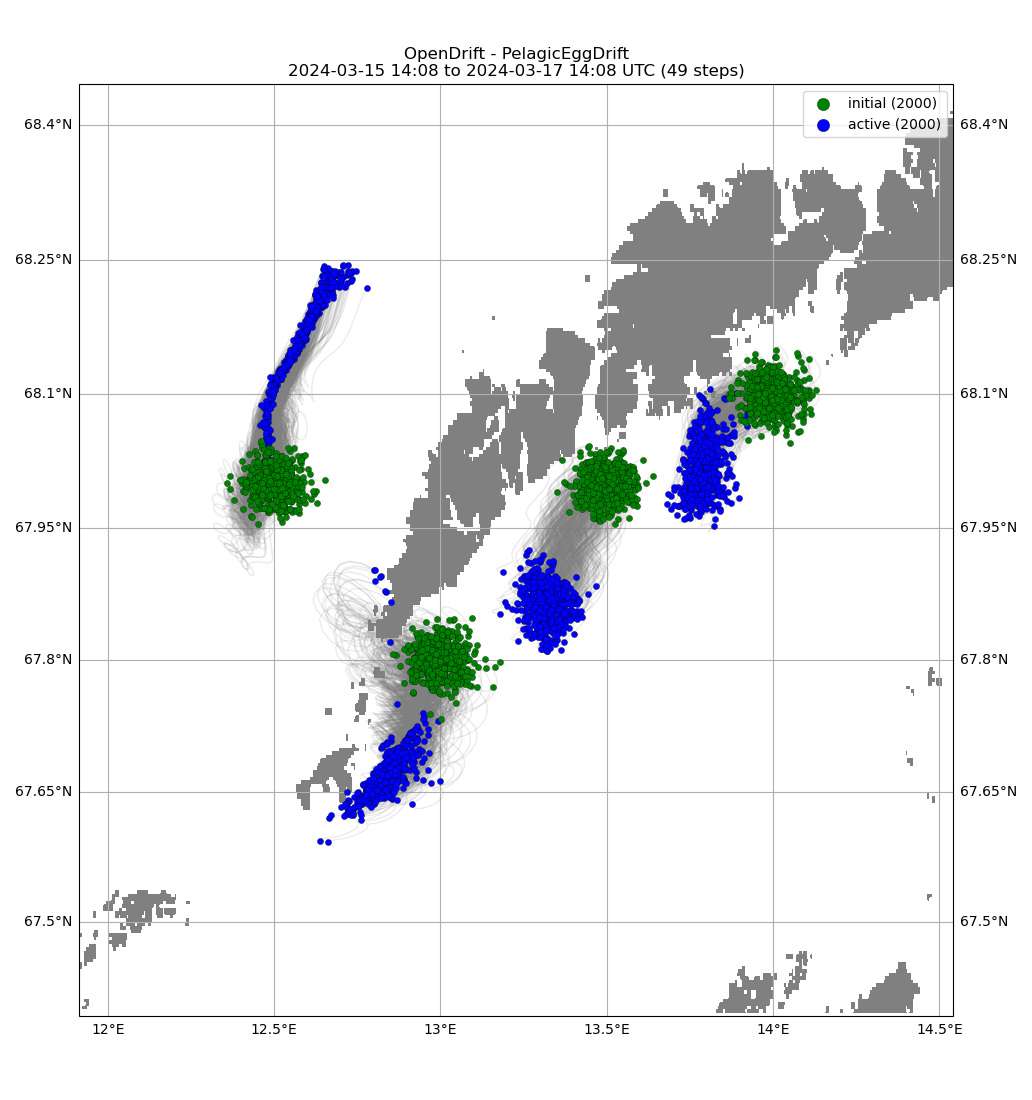 OpenDrift - PelagicEggDrift
2024-03-15 14:08 to 2024-03-17 14:08 UTC (49 steps)
initial (2000)
active (2000)
68.4°N
68.4°N
68.25°N
68.25°N
68.1°N
68.1°N
67.95°N
67.95°N
67.8°N
67.8°N
67.65°N
67.65°N
67.5°N
67.5°N
12°E
12.5°E
13°E
13.5°E
14°E
14.5°E